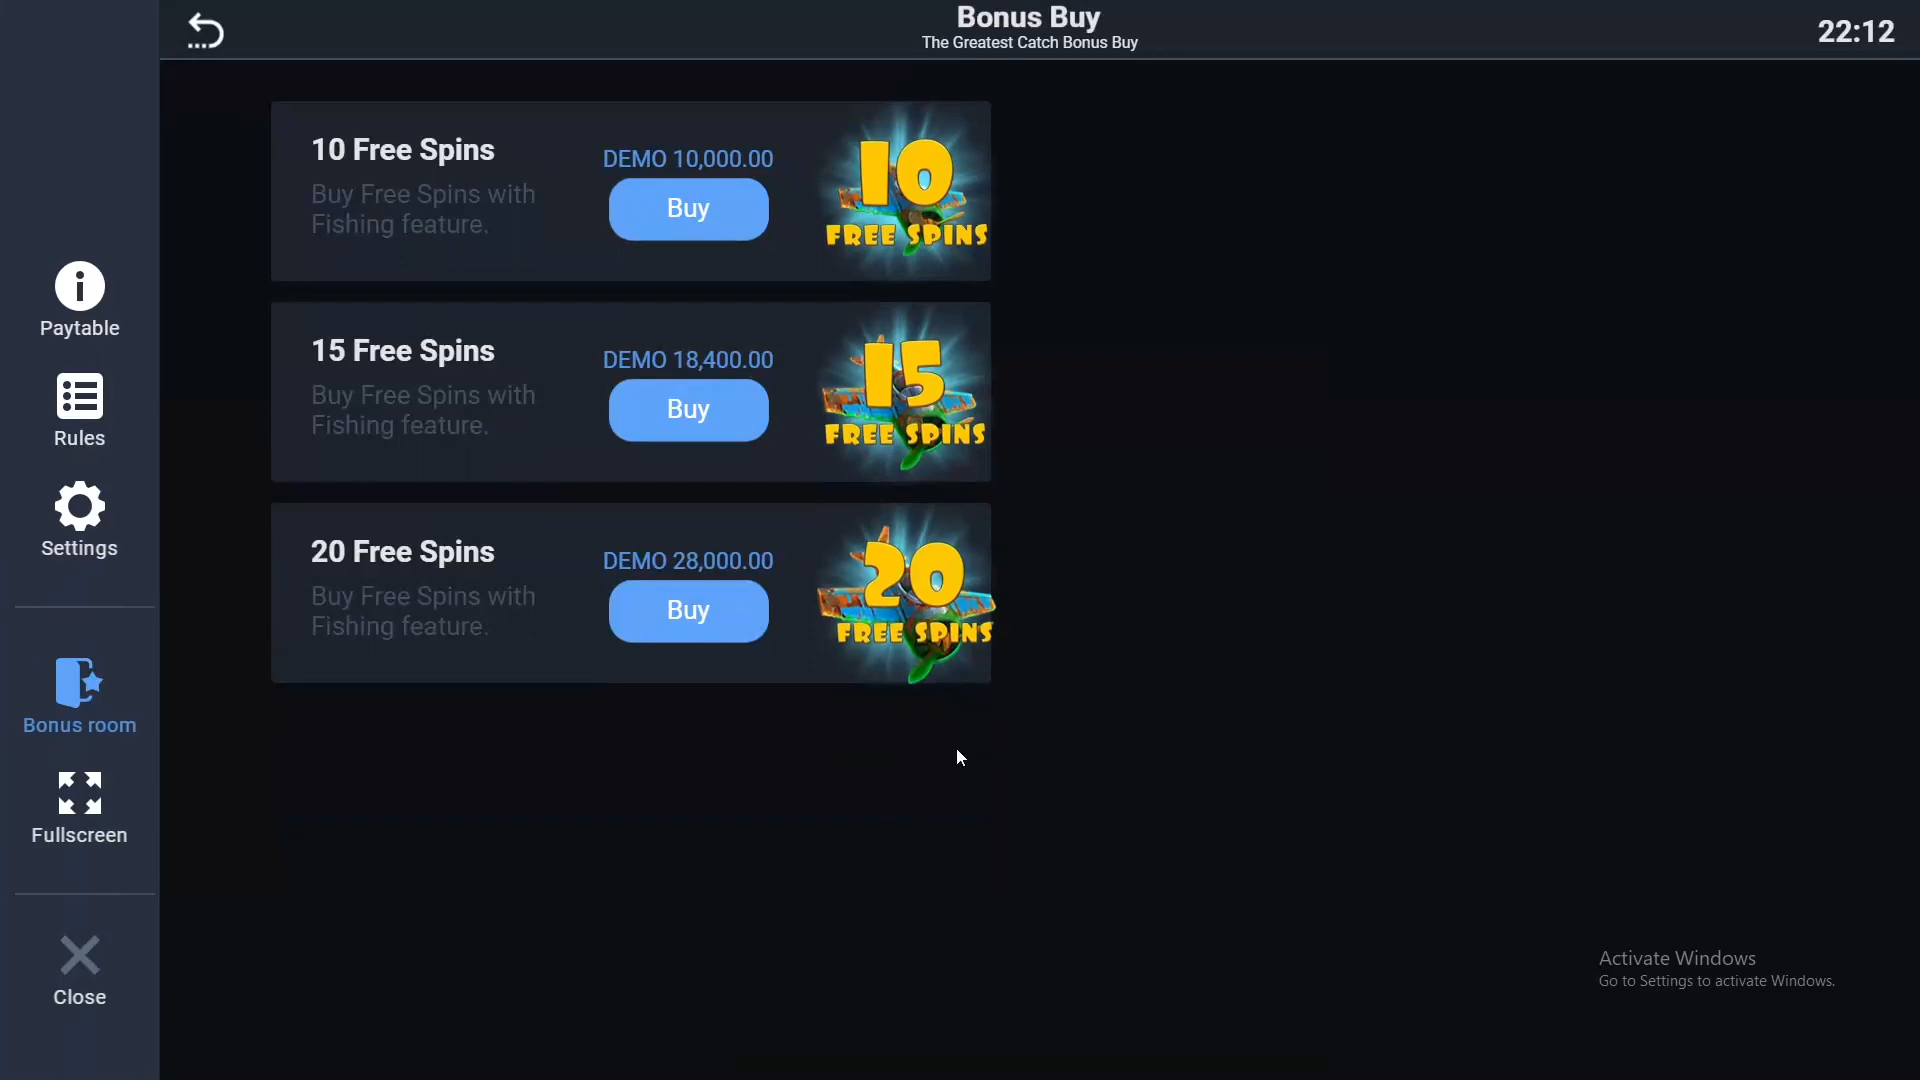 Bonus Buy
The Greatest Catch Bonus Buy
22:12
10 Free Spins
Buy Free Spins with
Fishing feature.
DEMO 10,000.00
Buy
10
FREE SPINS
15 Free Spins
Buy Free Spins with
Fishing feature.
DEMO 18,400.00
Buy
15
FREE SPINS
20 Free Spins
Buy Free Spins with
Fishing feature.
DEMO 28,000.00
Buy
20
FREE SPINS
Paytable
Rules
Settings
Bonus room
Fullscreen
Close
Activate Windows
Go to Settings to activate Windows.